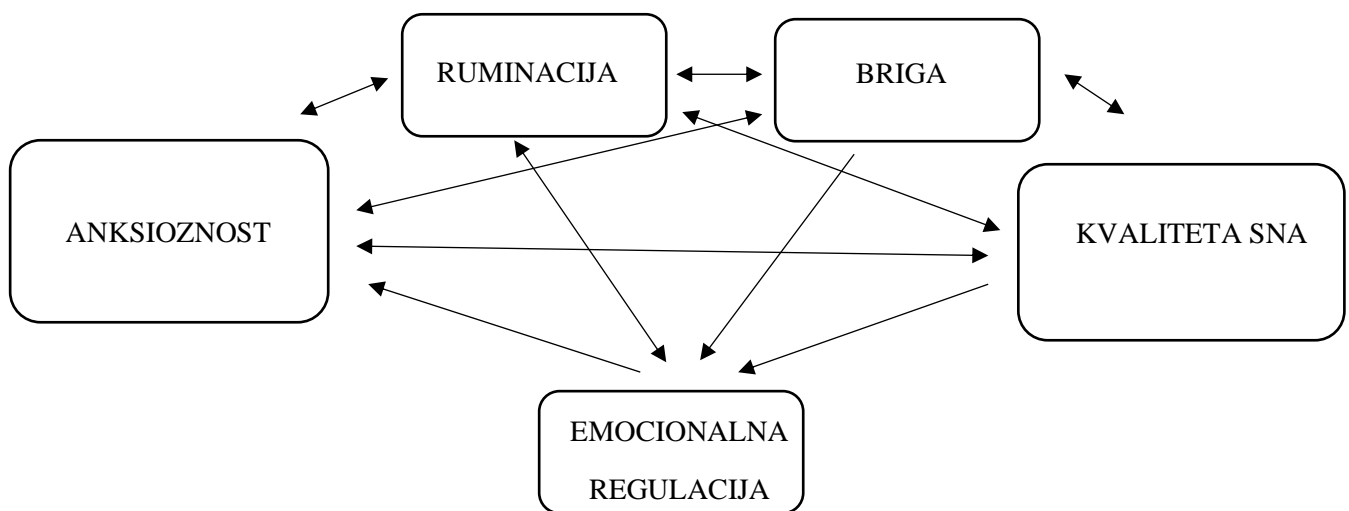 RUMINACIJA
BRIGA
ANKSIOZNOST
KVALITETA SNA
EMOCIONALNA
REGULACIJA